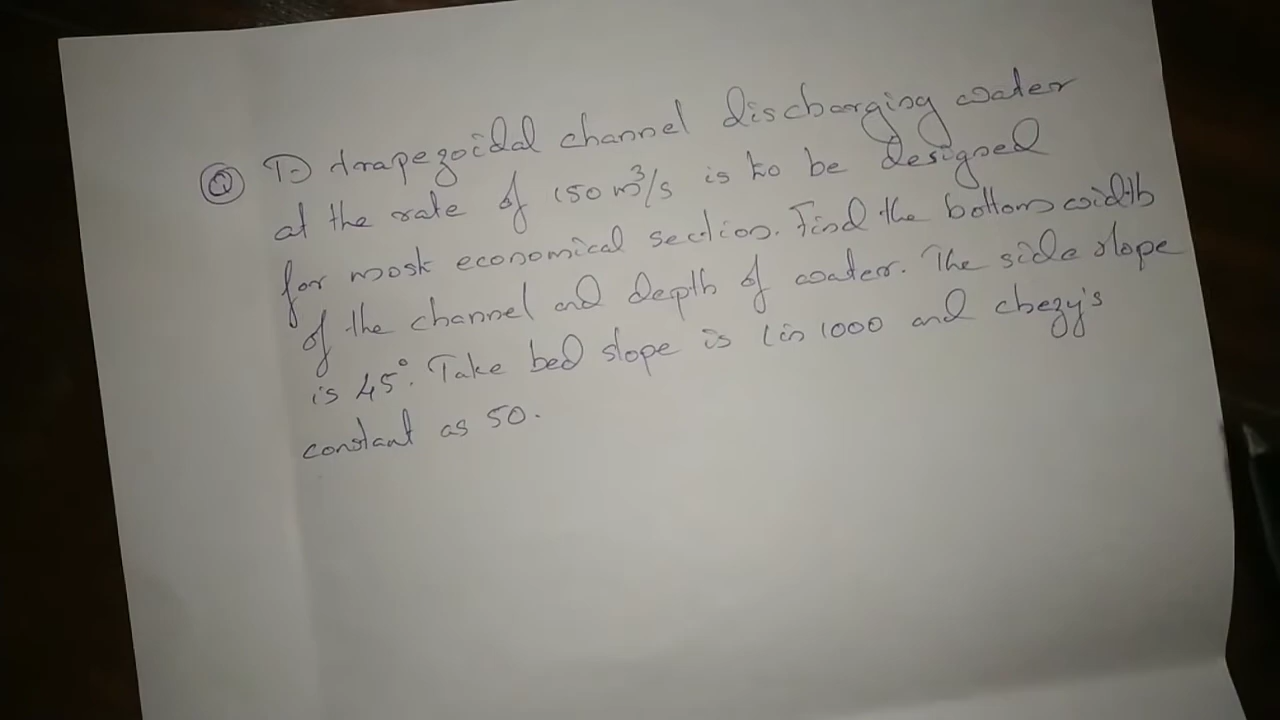 Q A trapezoidal channel discharging water
at the rate of 150 m³/s is to be designed
for most economical section. Find the bottom width
of the channel and depth of water. The side slope
is 45°. Take bed slope is 1 in 1000 and chezy's
constant as 50.